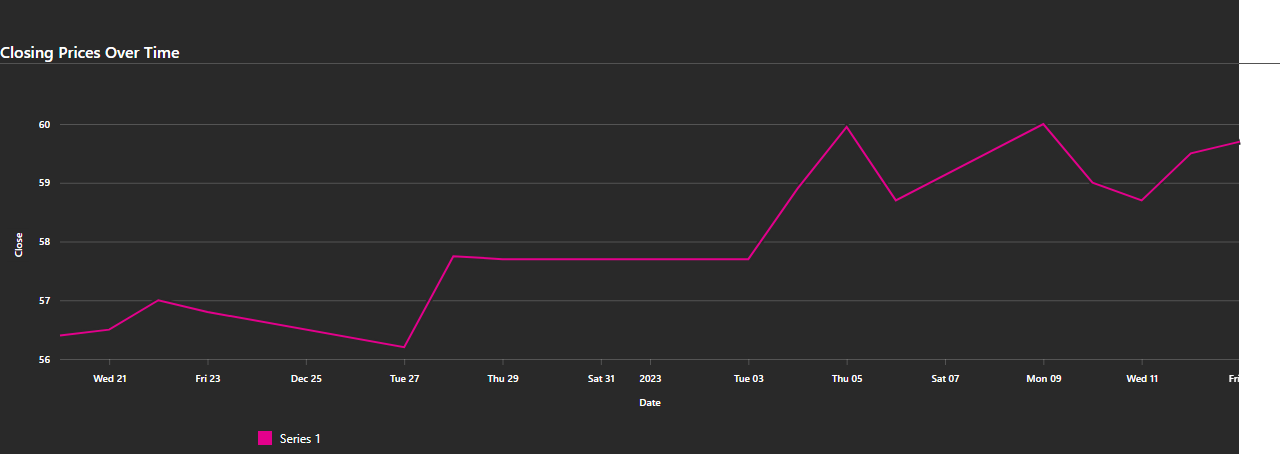 Closing Prices Over Time
60
59
58
57
56
Close
Wed 21 Fri 23 Dec 25 Tue 27 Thu 29 Sat 31 2023 Tue 03 Thu 05 Sat 07 Mon 09 Wed 11 Fri
Date
Series 1